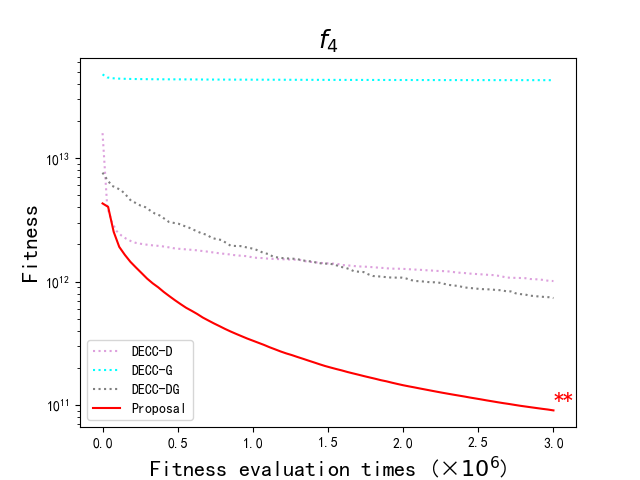 f₄
Fitness
10¹³
10¹²
10¹¹
DECC-D
DECC-G
DECC-DG
Proposal
**
0.0 0.5 1.0 1.5 2.0 2.5 3.0
Fitness evaluation times (×10⁶)